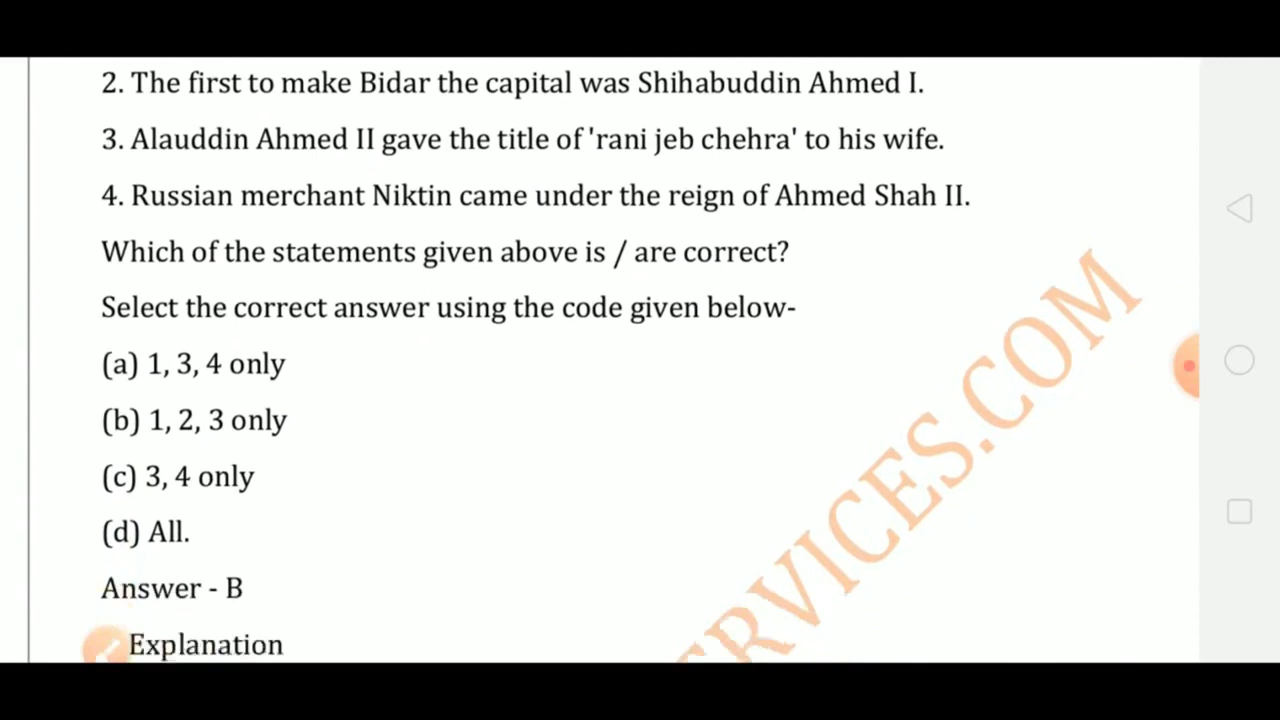 2. The first to make Bidar the capital was Shihabuddin Ahmed I.
3. Alauddin Ahmed II gave the title of 'rani jeb chehra' to his wife.
4. Russian merchant Niktin came under the reign of Ahmed Shah II.
Which of the statements given above is / are correct?
Select the correct answer using the code given below-
(a) 1, 3, 4 only
(b) 1, 2, 3 only
(c) 3, 4 only
(d) All.
Answer - B
Explanation
ERVICES.COM